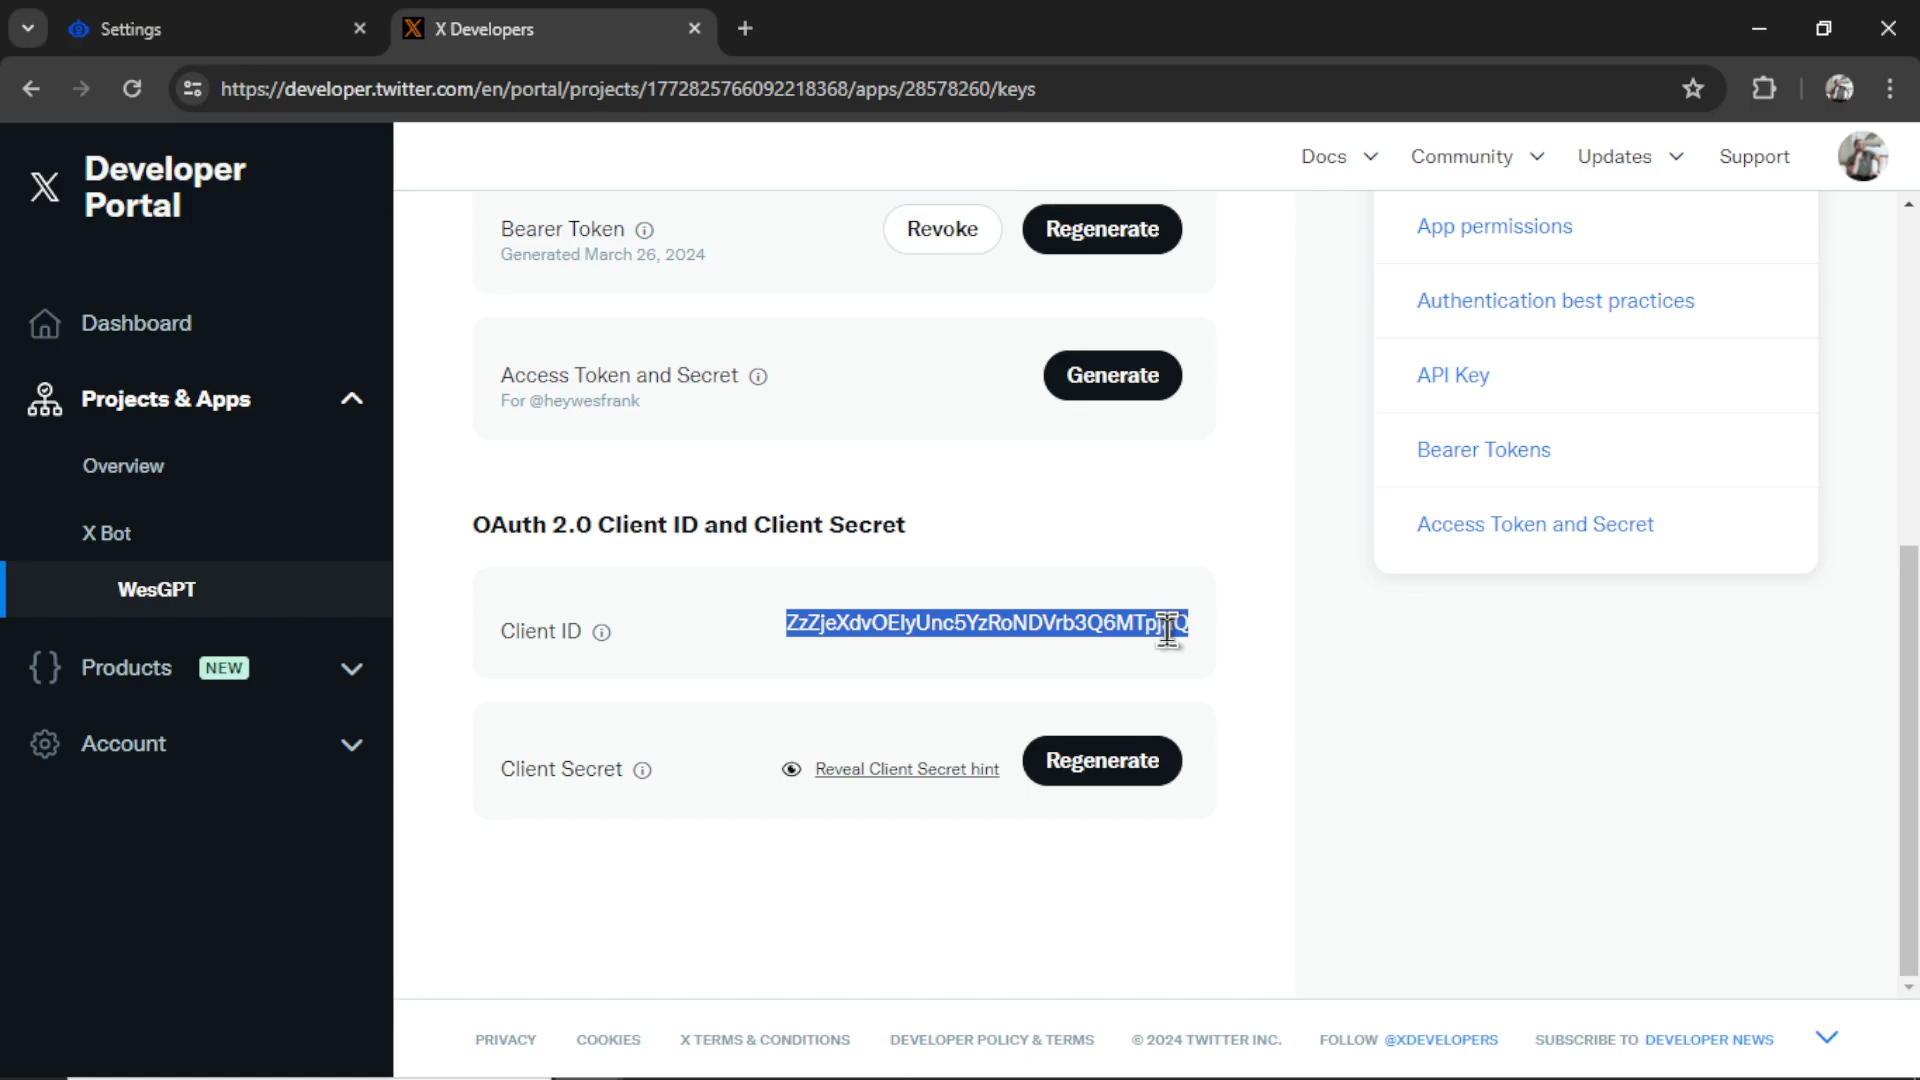 Settings
X Developers
https://developer.twitter.com/en/portal/projects/1772825766092218368/apps/28578260/keys
Developer
Portal
Docs
Community
Updates
Support
Dashboard
Projects & Apps
Overview
X Bot
WesGPT
Products
NEW
Account
Bearer Token
Generated March 26, 2024
Revoke
Regenerate
Access Token and Secret
For @heywesfrank
Generate
OAuth 2.0 Client ID and Client Secret
Client ID
Client Secret
Reveal Client Secret hint
Regenerate
App permissions
Authentication best practices
API Key
Bearer Tokens
Access Token and Secret
PRIVACY
COOKIES
X TERMS & CONDITIONS
DEVELOPER POLICY & TERMS
© 2024 TWITTER INC.
FOLLOW @XDEVELOPERS
SUBSCRIBE TO DEVELOPER NEWS